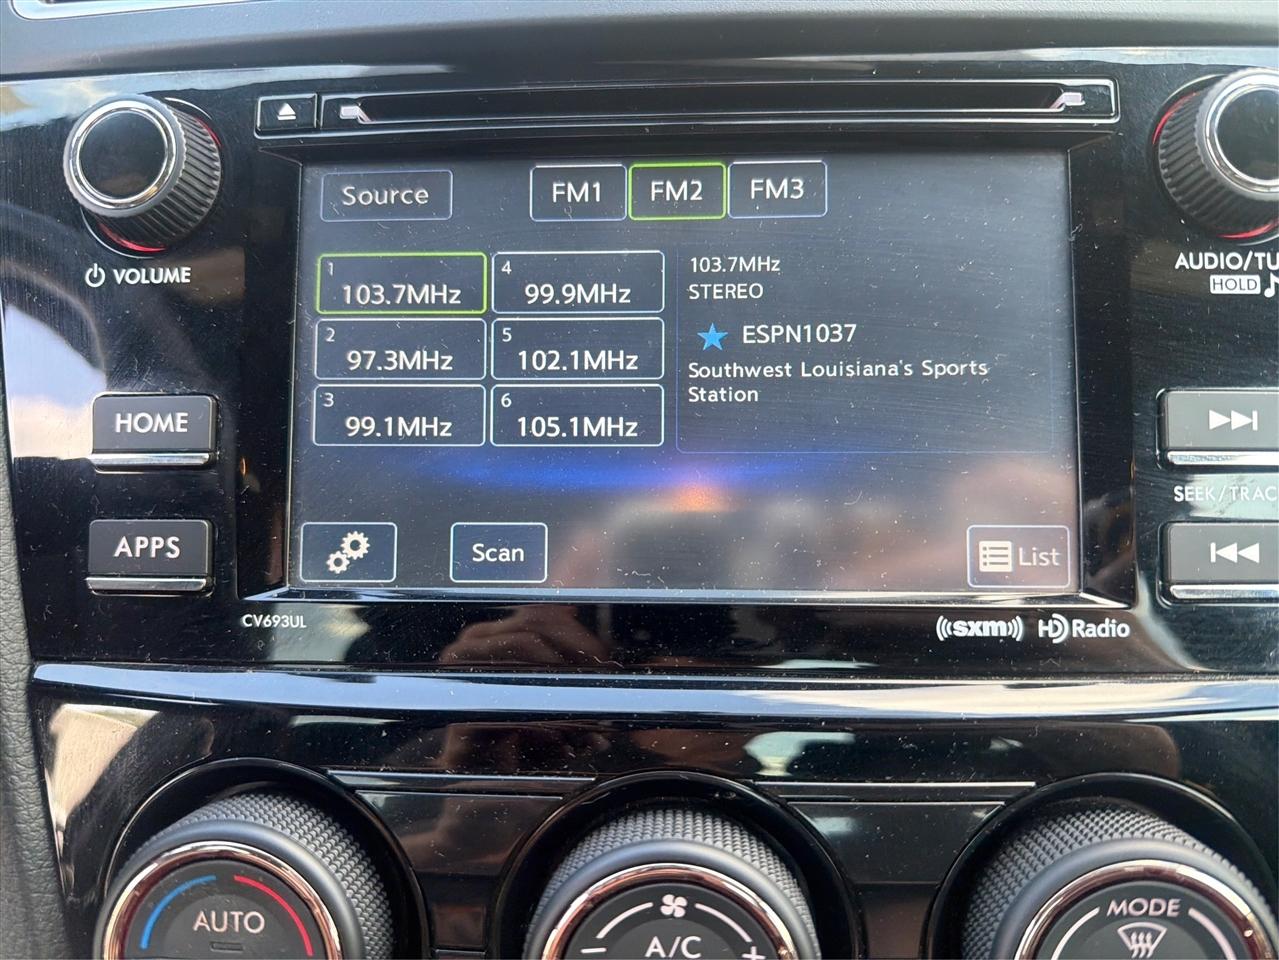 Source
FM1 FM2 FM3
VOLUME
AUDIO/TU
HOLD
1 103.7MHz
4 99.9MHz
2 97.3MHz
5 102.1MHz
3 99.1MHz
6 105.1MHz
103.7MHz
STEREO
ESPN1037
Southwest Louisiana's Sports
Station
HOME
APPS
SEEK/TRAC
Scan
List
CV693UL
((sxm))
HD Radio
AUTO
A/C
- +
MODE